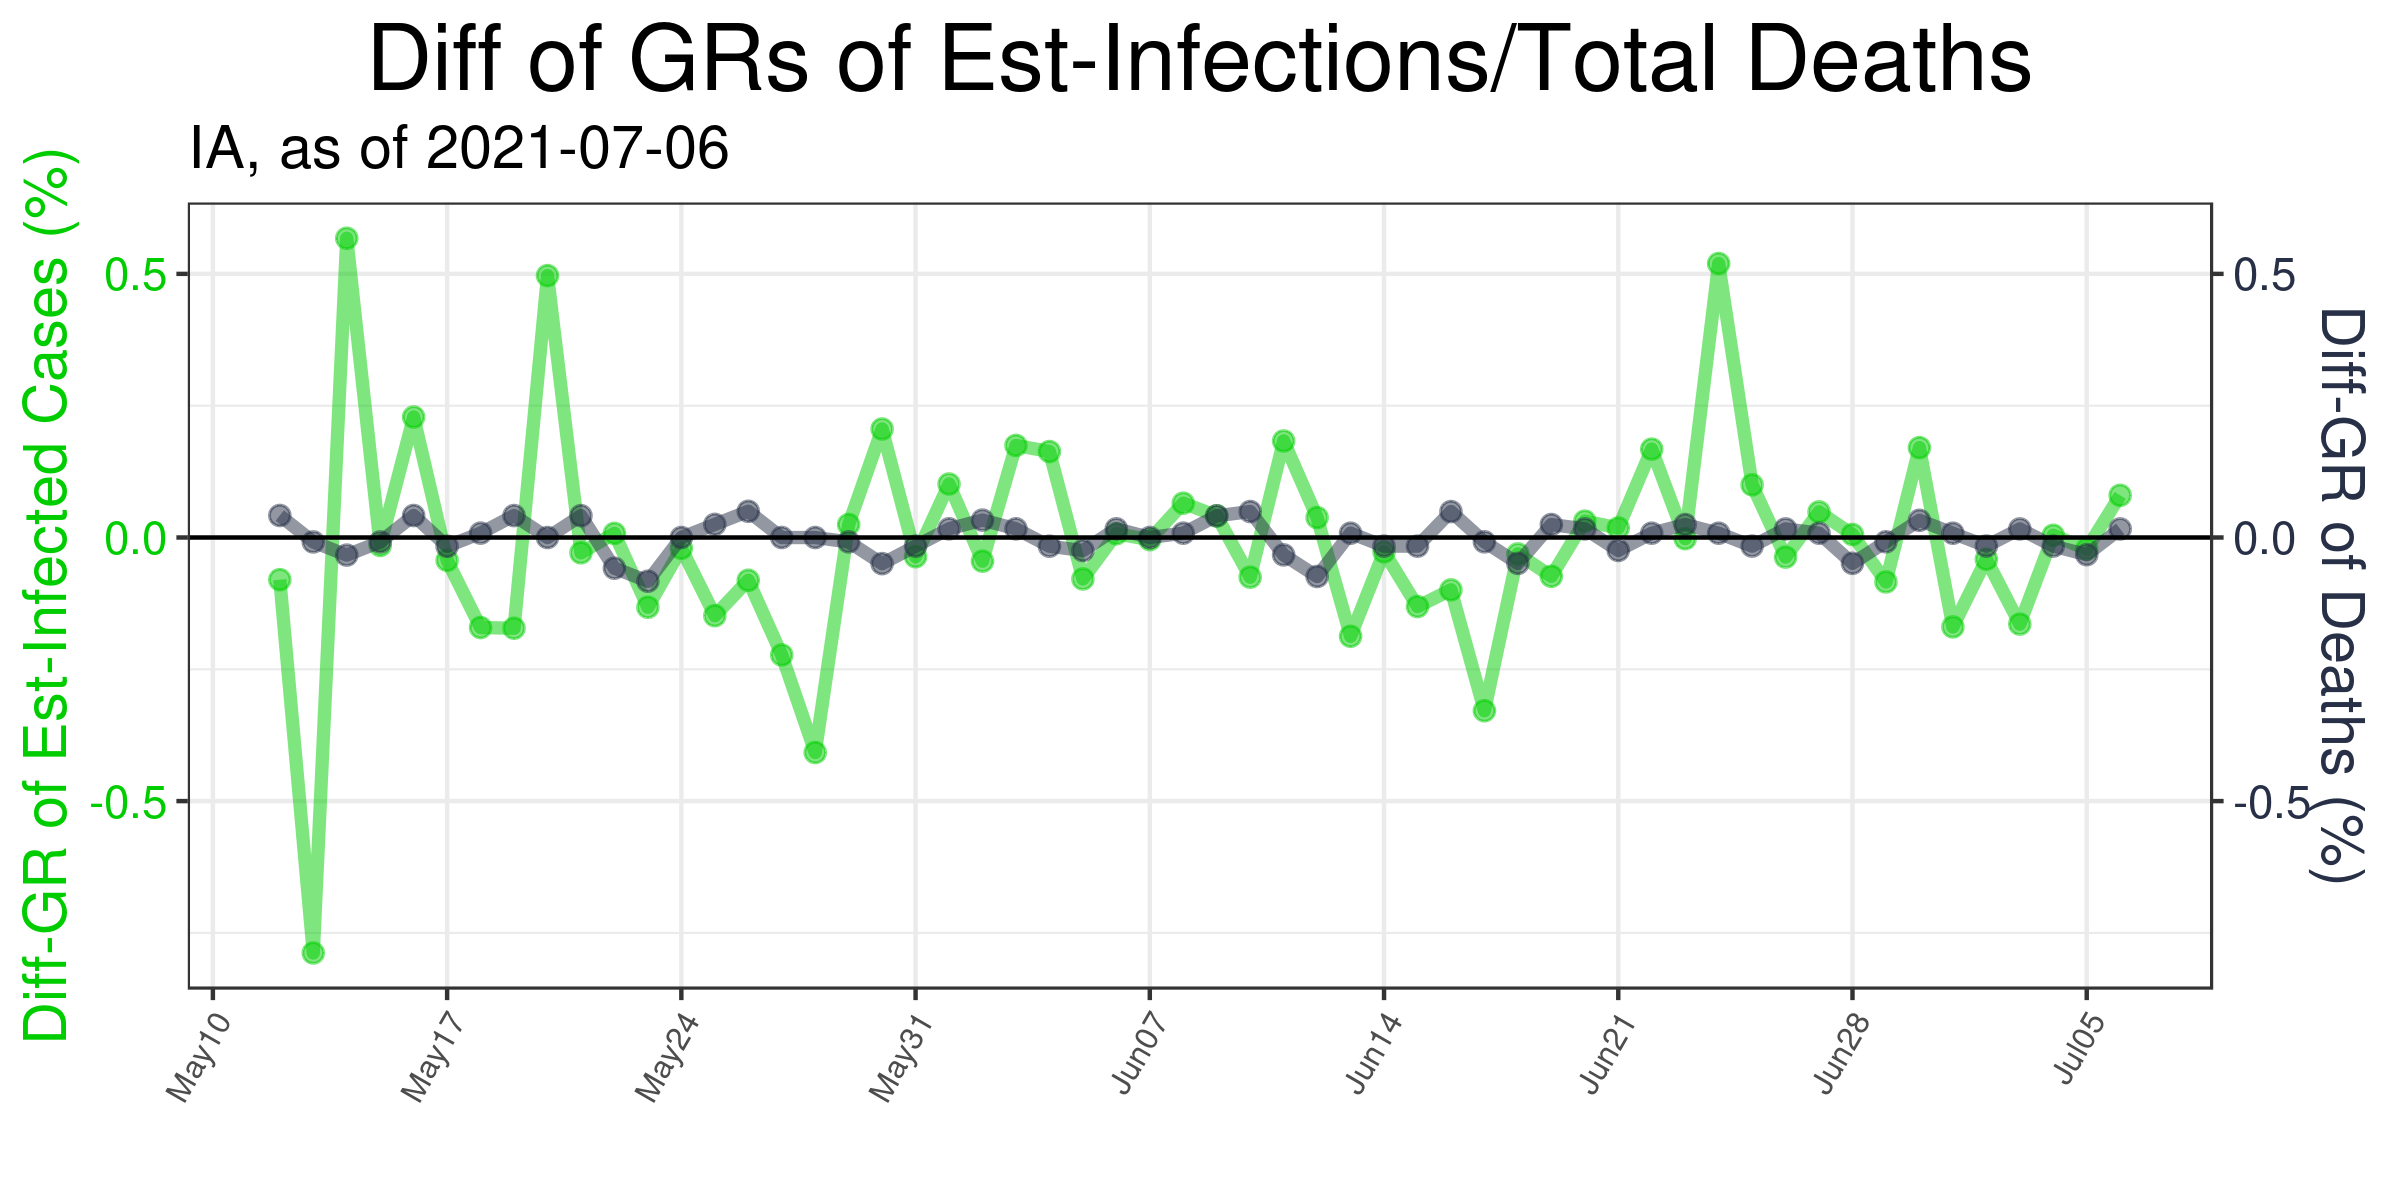 Diff of GRs of Est-Infections/Total Deaths
IA, as of 2021-07-06
Diff-GR of Est-Infected Cases (%)
0.5
0.0
-0.5
0.5
0.0
-0.5
Diff-GR of Deaths (%)
May10
May17
May24
May31
Jun07
Jun14
Jun21
Jun28
Jul05